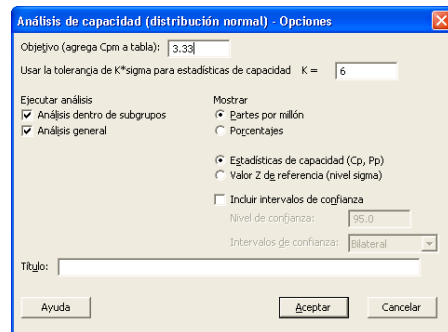 Análisis de capacidad (distribución normal) - Opciones
Objetivo (agrega Cpm a tabla): 3.33
Usar la tolerancia de K*sigma para estadísticas de capacidad K = 6
Ejecutar análisis
Análisis dentro de subgrupos
Análisis general
Mostrar
Partes por millón
Porcentajes
Estadísticas de capacidad (Cp, Pp)
Valor Z de referencia (nivel sigma)
Incluir intervalos de confianza
Nivel de confianza: 95.0
Intervalos de confianza: Bilateral
Título:
Ayuda
Aceptar
Cancelar